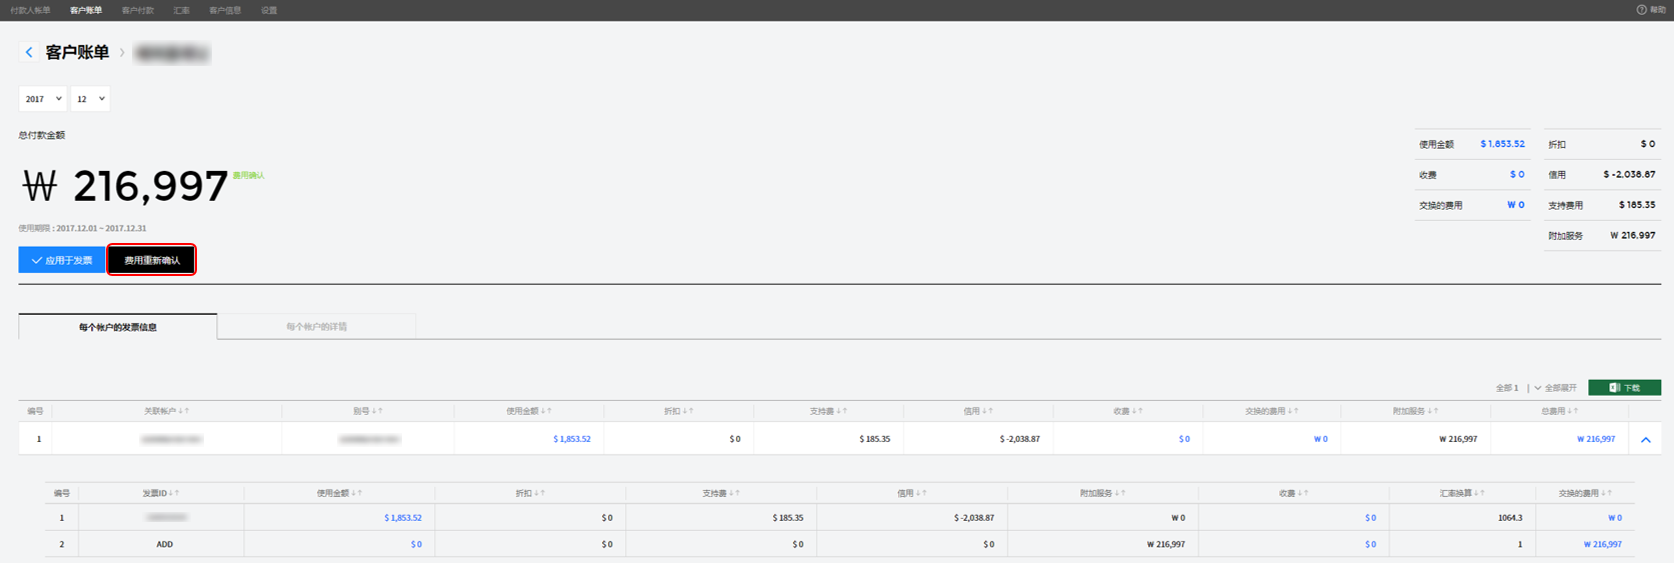 付款人帐单 客户账单 客户付款 汇率 客户信息 设置 帮助
客户账单
2017 12
总付款金额
₩ 216,997 费用确认
使用期限 : 2017.12.01 ~ 2017.12.31
应用于发票 费用重新确认
使用金额 $ 1,853.52
收费 $ 0
交换的费用 ₩ 0
折扣 $ 0
信用 $ -2,038.87
支持费用 $ 185.35
附加服务 ₩ 216,997
每个帐户的发票信息 每个帐户的详情
全部 1 | 全部展开 下载
编号 关联帐户↓↑ 别号↓↑ 使用金额↓↑ 折扣↓↑ 支持费↓↑ 信用↓↑ 收费↓↑ 交换的费用↓↑ 附加服务↓↑ 总费用↓↑
1 $ 1,853.52 $ 0 $ 185.35 $ -2,038.87 $ 0 ₩ 0 ₩ 216,997 ₩ 216,997
编号 发票ID↓↑ 使用金额↓↑ 折扣↓↑ 支持费↓↑ 信用↓↑ 附加服务↓↑ 收费↓↑ 汇率换算↓↑ 交换的费用↓↑
1 $ 1,853.52 $ 0 $ 185.35 $ -2,038.87 ₩ 0 $ 0 1064.3 ₩ 0
2 ADD $ 0 $ 0 $ 0 $ 0 ₩ 216,997 $ 0 1 ₩ 216,997